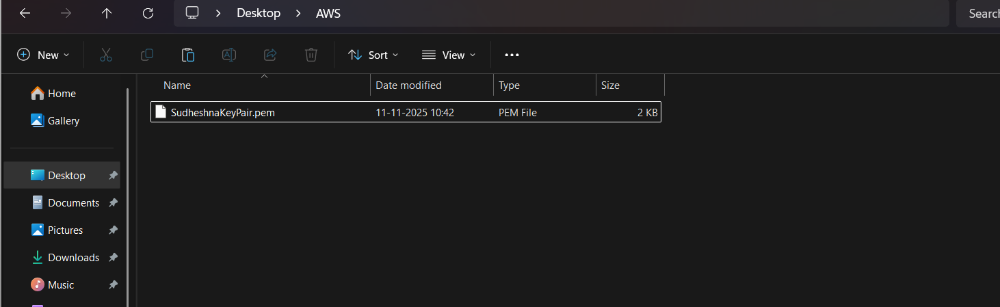 Desktop > AWS
Search
New
Sort
View
Name Date modified Type Size
Home
SudheshnaKeyPair.pem 11-11-2025 10:42 PEM File 2 KB
Gallery
Desktop
Documents
Pictures
Downloads
Music